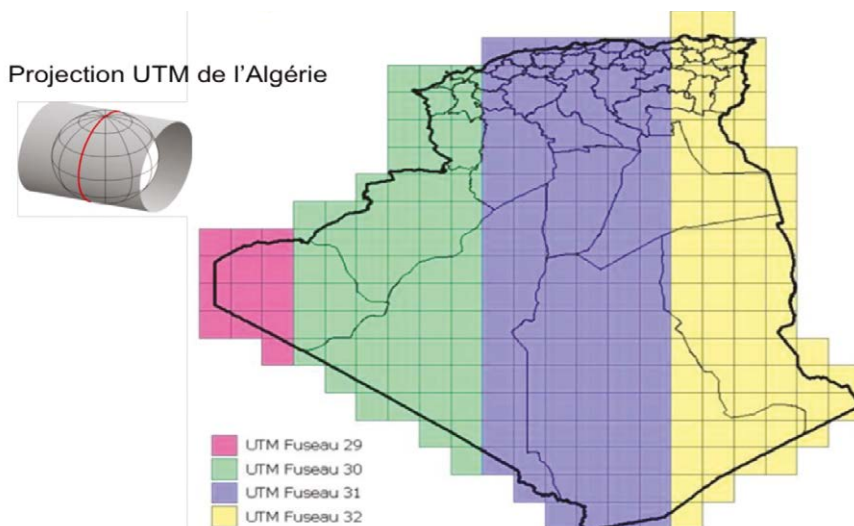 Projection UTM de l'Algérie
UTM Fuseau 29
UTM Fuseau 30
UTM Fuseau 31
UTM Fuseau 32